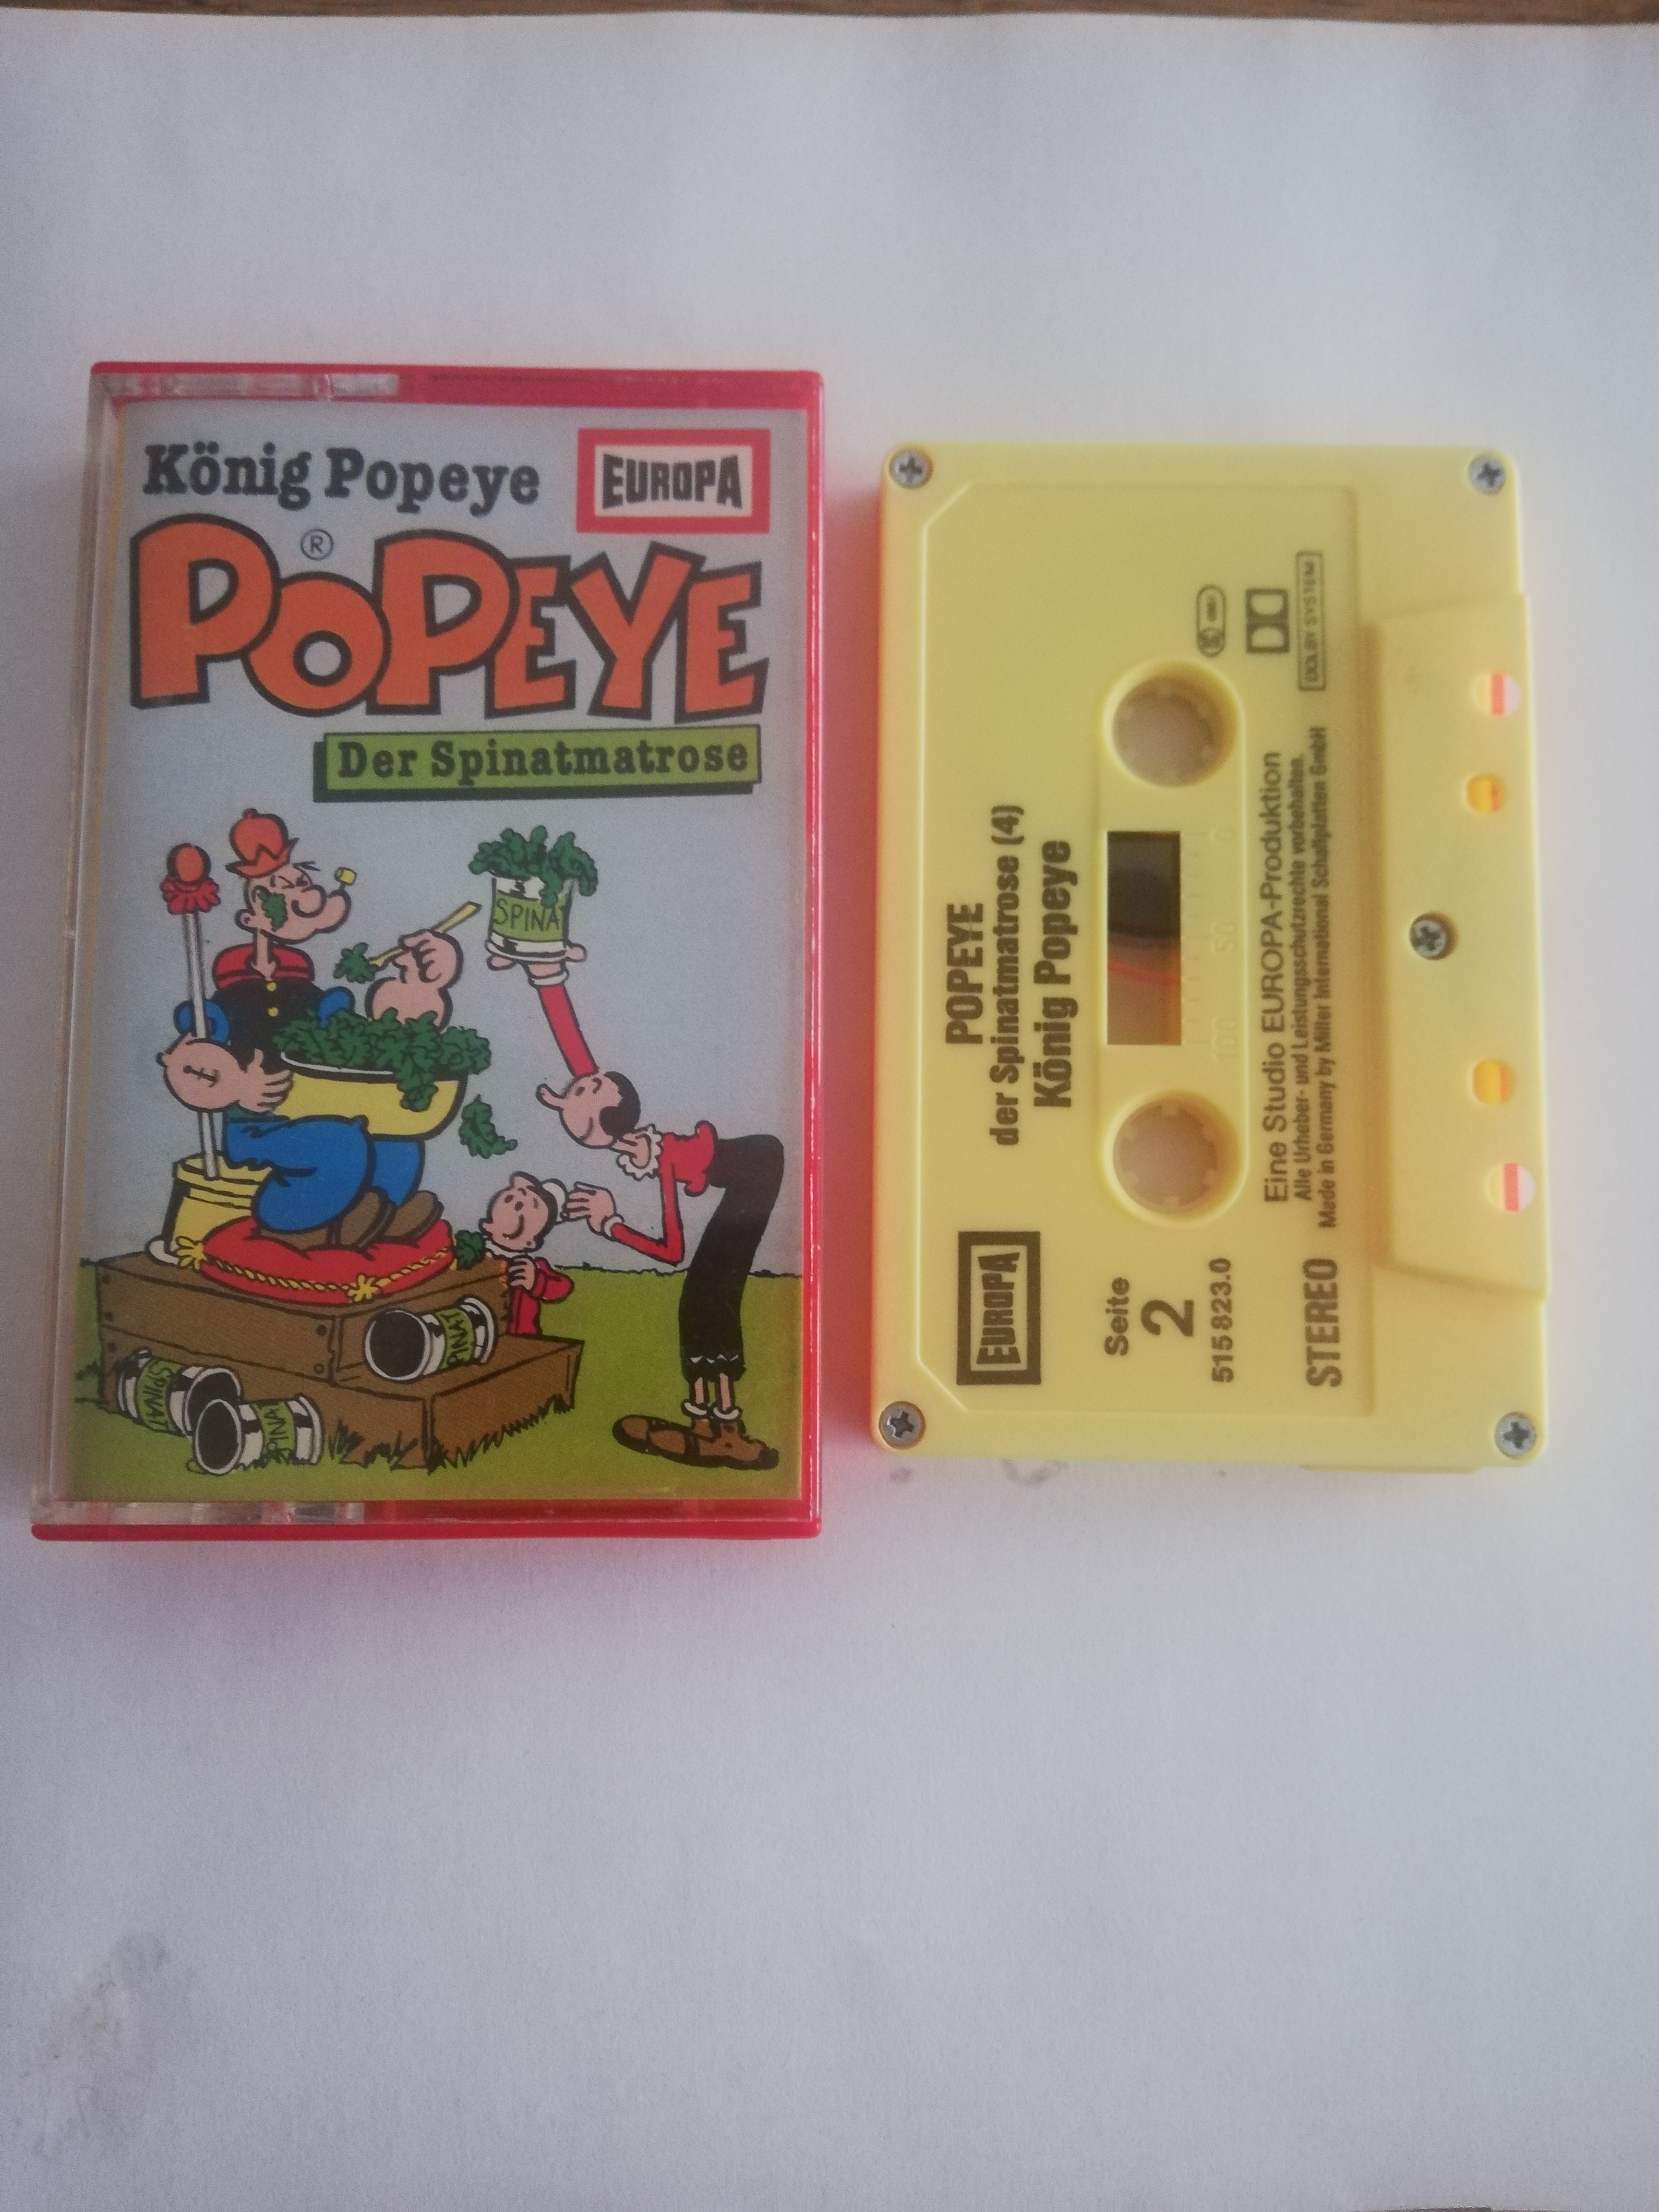 König Popeye
EUROPA
®
POPEYE
Der Spinatmatrose
SPINA
SPINAT
SPINAT
SPINAT
POPEYE
der Spinatmatrose (4)
König Popeye
EUROPA
Seite
2
515 823.0
STEREO
100 50 0
Eine Studio EUROPA-Produktion
Alle Urheber- und Leistungsschutzrechte vorbehalten.
Made in Germany by Miller International Schallplatten GmbH
DOLBY SYSTEM